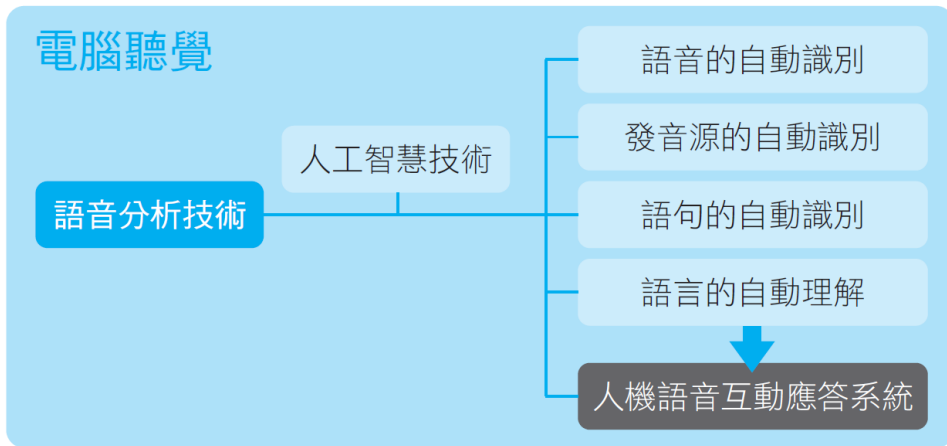 電腦聽覺
語音分析技術
人工智慧技術
語音的自動識別
發音源的自動識別
語句的自動識別
語言的自動理解
人機語音互動應答系統